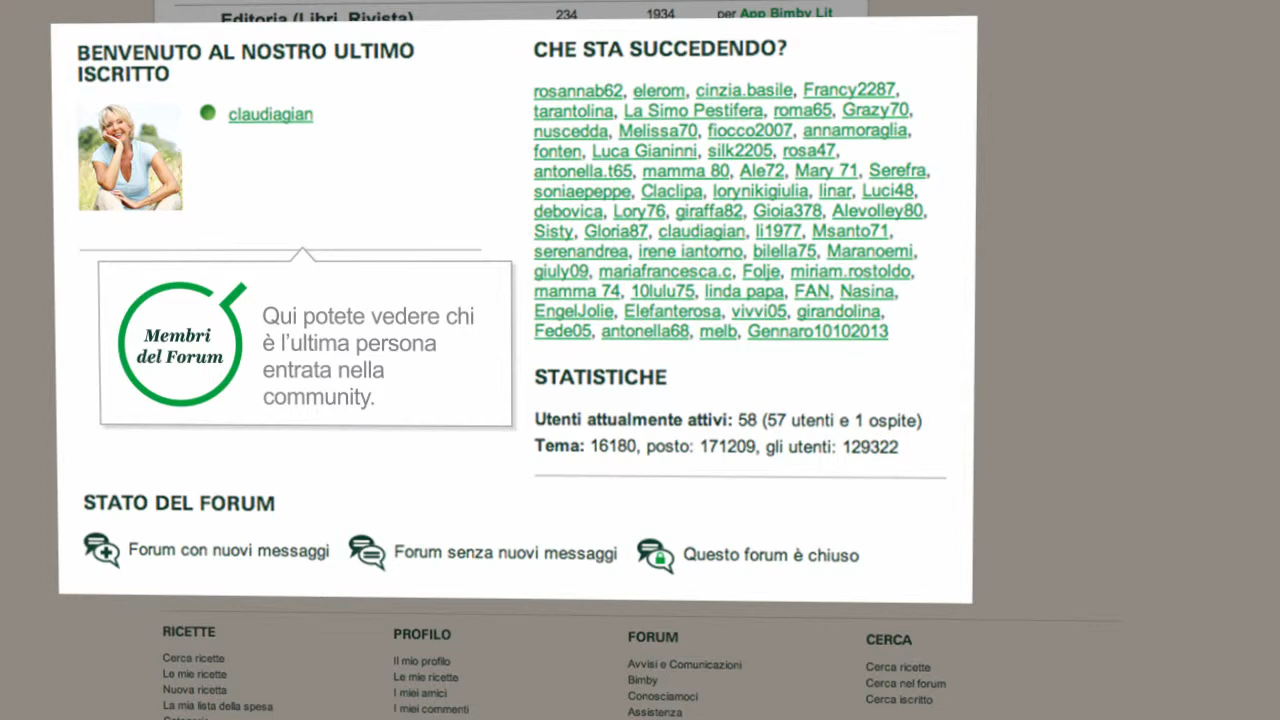 Editoria (Libri, Rivista) 234 1934 per App Bimby Lit
BENVENUTO AL NOSTRO ULTIMO
ISCRITTO
claudiagian
Membri
del Forum
Qui potete vedere chi
è l’ultima persona
entrata nella
community.
CHE STA SUCCEDENDO?
rosannab62, elerom, cinzia.basile, Francy2287,
tarantolina, La Simo Pestifera, roma65, Grazy70,
nuscedda, Melissa70, fiocco2007, annamoraglia,
fonten, Luca Gianinni, silk2205, rosa47,
antonella.t65, mamma 80, Ale72, Mary 71, Serefra,
soniaepeppe, Claclipa, lorynikigiulia, linar, Luci48,
debovica, Lory76, giraffa82, Gioia378, Alevolley80,
Sisty, Gloria87, claudiagian, li1977, Msanto71,
serenandrea, irene iantorno, bilella75, Maranoemi,
giuly09, mariafrancesca.c, Folje, miriam.rostoldo,
mamma 74, 10lulu75, linda papa, FAN, Nasina,
EngelJolie, Elefanterosa, vivvi05, girandolina,
Fede05, antonella68, melb, Gennaro10102013
STATISTICHE
Utenti attualmente attivi: 58 (57 utenti e 1 ospite)
Tema: 16180, posto: 171209, gli utenti: 129322
STATO DEL FORUM
Forum con nuovi messaggi Forum senza nuovi messaggi Questo forum è chiuso
RICETTE
Cerca ricette
Le mie ricette
Nuova ricetta
La mia lista della spesa
PROFILO
Il mio profilo
Le mie ricette
I miei amici
I miei commenti
FORUM
Avvisi e Comunicazioni
Bimby
Conosciamoci
Assistenza
CERCA
Cerca ricette
Cerca nel forum
Cerca iscritto